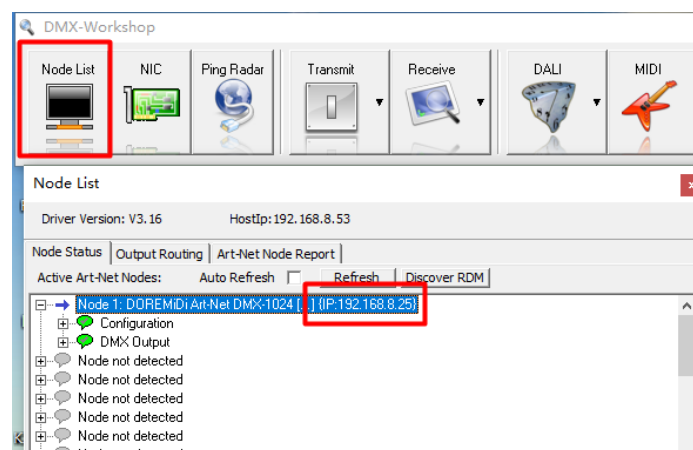 DMX-Workshop
Node List NIC Ping Radar Transmit Receive DALI MIDI
Node List
Driver Version: V3.16 HostIp: 192.168.8.53
Node Status Output Routing Art-Net Node Report
Active Art-Net Nodes: Auto Refresh Refresh Discover RDM
Node 1: DOREMiDi Art-Net DMX-1024 [...] (IP:192.168.8.25)
Configuration
DMX Output
Node not detected
Node not detected
Node not detected
Node not detected
Node not detected